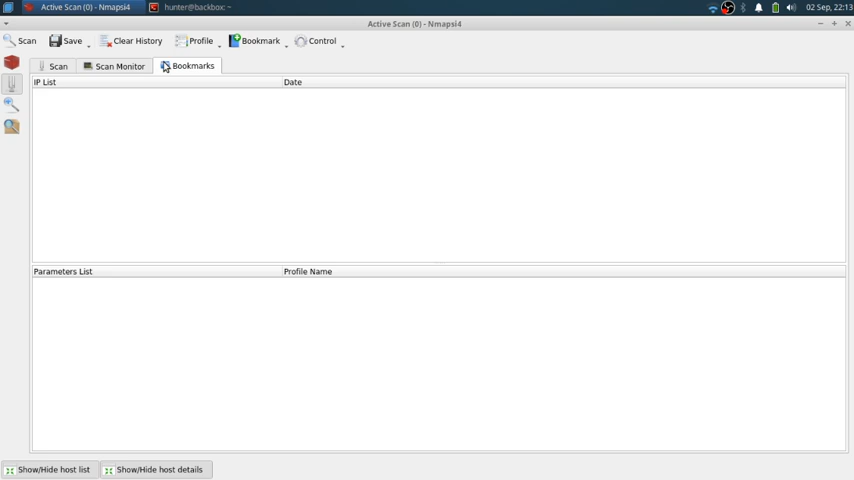 Active Scan (0) - Nmapsi4
hunter@backbox: ~
02 Sep, 22:13
Active Scan (0) - Nmapsi4
Scan
Save
Clear History
Profile
Bookmark
Control
Scan
Scan Monitor
Bookmarks
IP List
Date
Parameters List
Profile Name
Show/Hide host list
Show/Hide host details